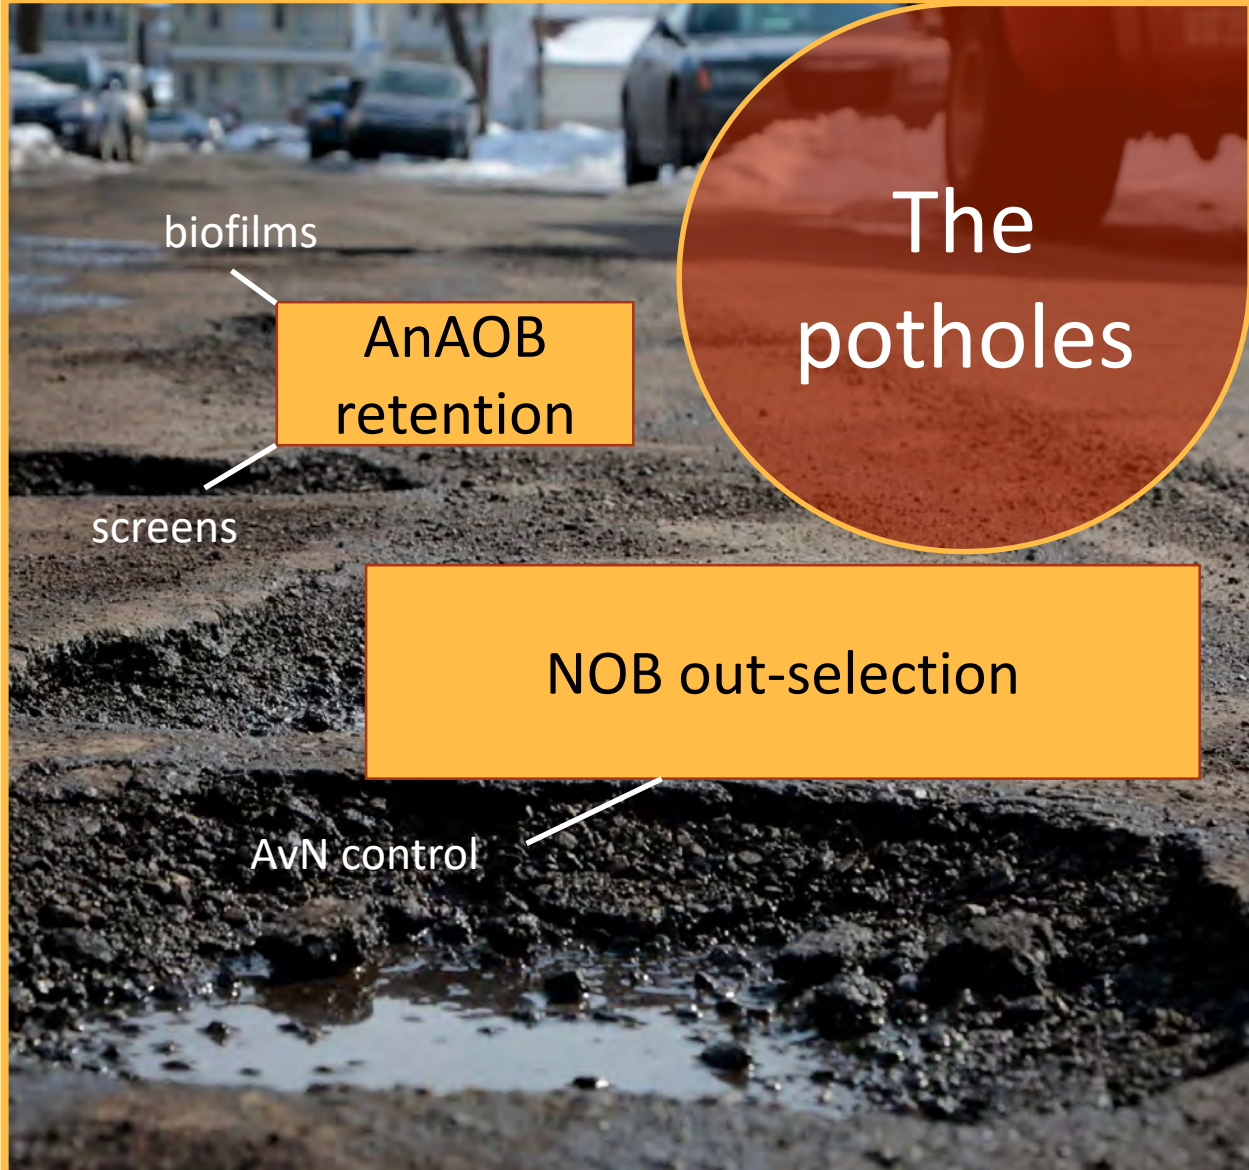 The
potholes
biofilms
AnAOB
retention
screens
NOB out-selection
AvN control